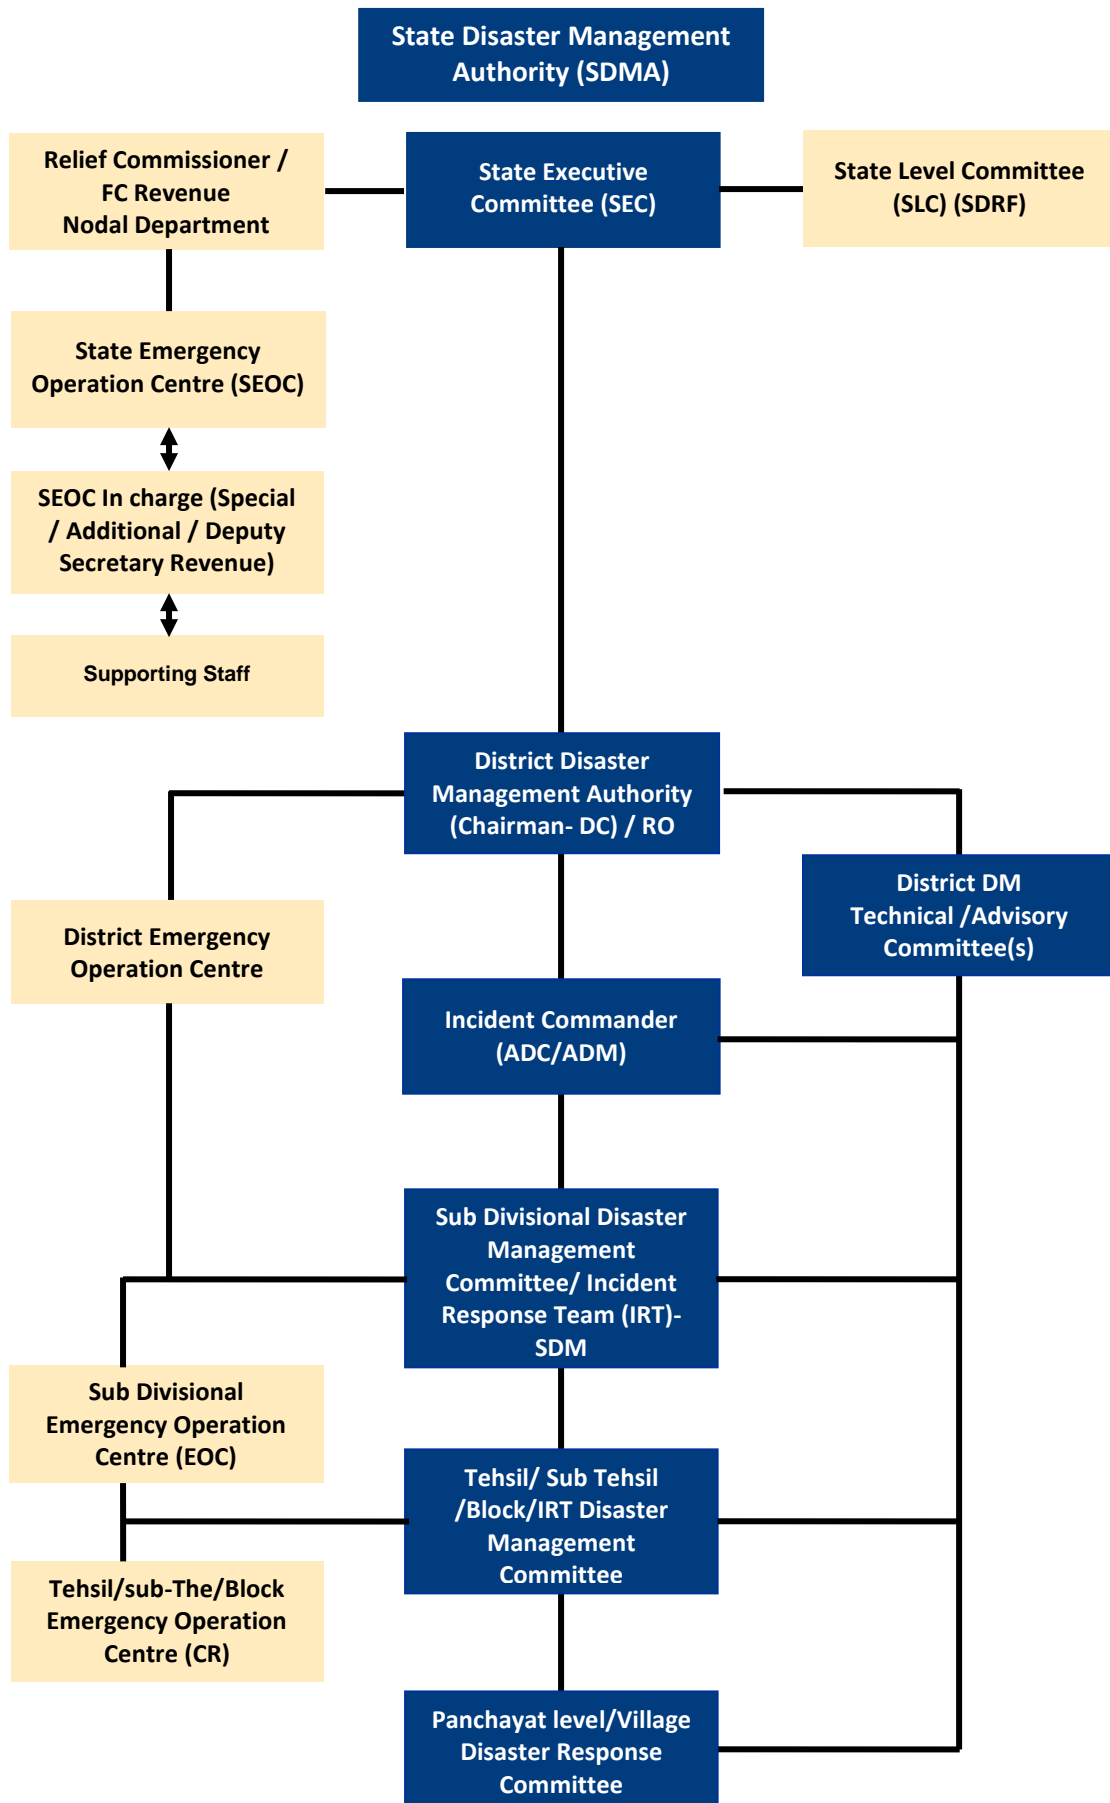 State Disaster Management
Authority (SDMA)
Relief Commissioner /
FC Revenue
Nodal Department
State Executive
Committee (SEC)
State Level Committee
(SLC) (SDRF)
State Emergency
Operation Centre (SEOC)
SEOC In charge (Special
/ Additional / Deputy
Secretary Revenue)
Supporting Staff
District Disaster
Management Authority
(Chairman- DC) / RO
District DM
Technical /Advisory
Committee(s)
District Emergency
Operation Centre
Incident Commander
(ADC/ADM)
Sub Divisional Disaster
Management
Committee/ Incident
Response Team (IRT)-
SDM
Sub Divisional
Emergency Operation
Centre (EOC)
Tehsil/ Sub Tehsil
/Block/IRT Disaster
Management
Committee
Tehsil/sub-The/Block
Emergency Operation
Centre (CR)
Panchayat level/Village
Disaster Response
Committee